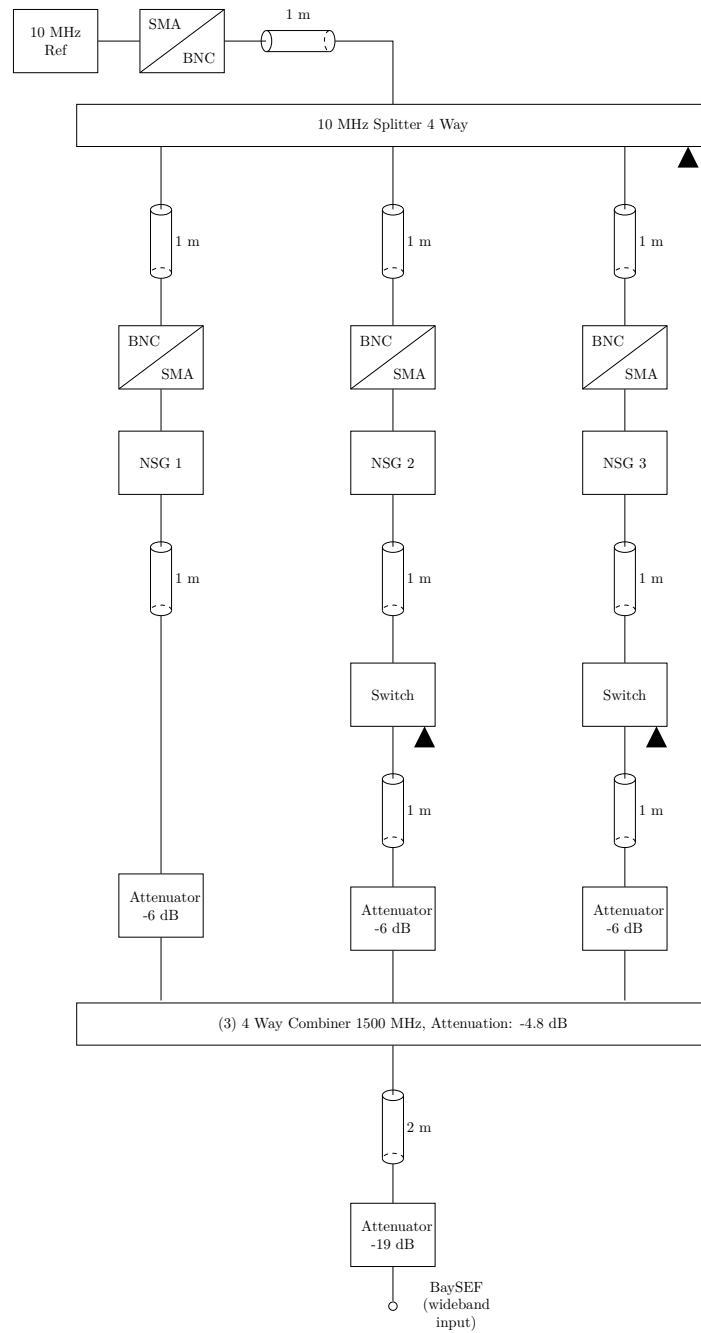 10 MHz
Ref
SMA
BNC
1 m
10 MHz Splitter 4 Way
1 m
1 m
1 m
BNC
SMA
BNC
SMA
BNC
SMA
NSG 1
NSG 2
NSG 3
1 m
1 m
1 m
Switch
Switch
1 m
1 m
Attenuator
-6 dB
Attenuator
-6 dB
Attenuator
-6 dB
(3) 4 Way Combiner 1500 MHz, Attenuation: -4.8 dB
2 m
Attenuator
-19 dB
BaySEF
(wideband
input)